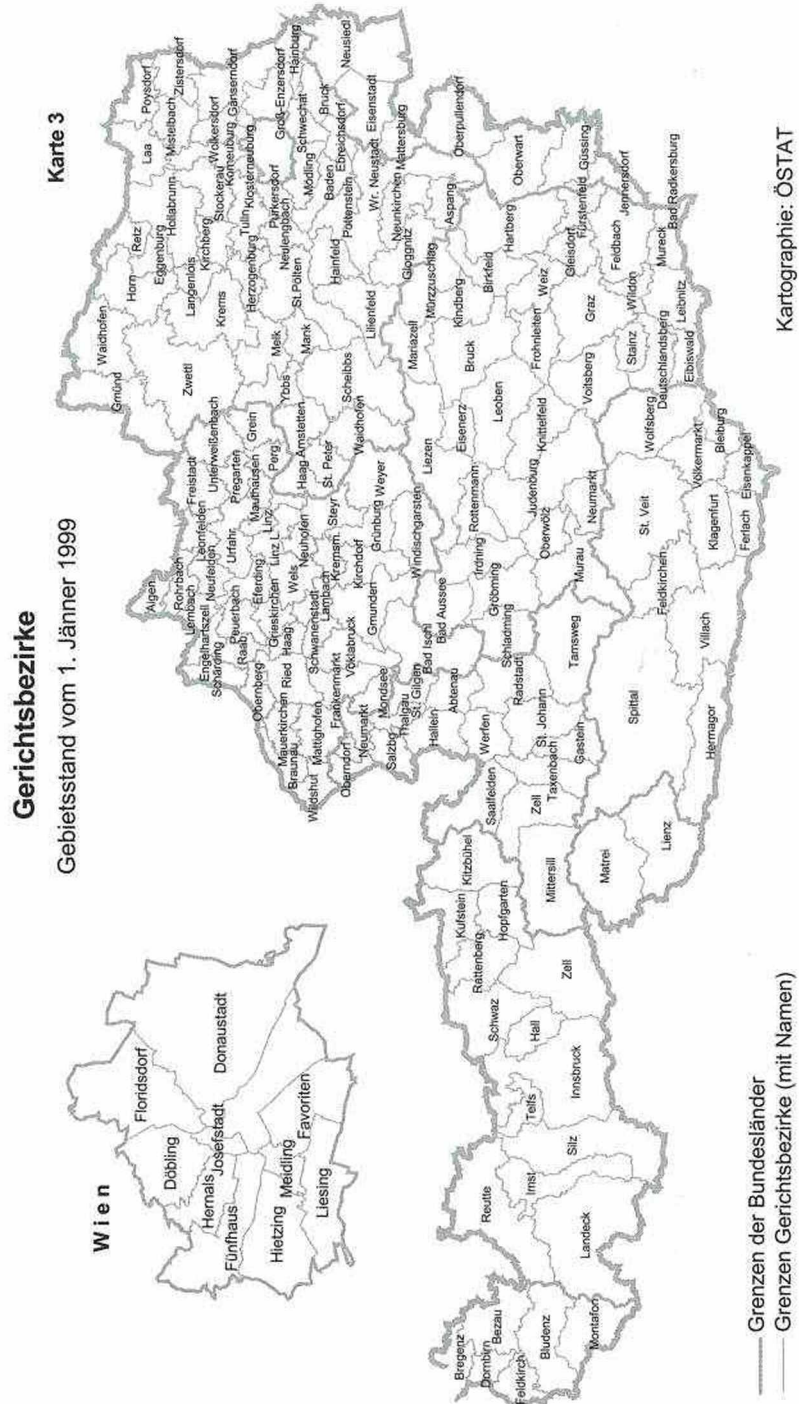 Gerichtsbezirke
Gebietsstand vom 1. Jänner 1999
Karte 3
Wien
Floridsdorf
Donaustadt
Döbling
Hernals
Josefstadt
Fünfhaus
Hietzing
Meidling
Favoriten
Liesing
Bregenz
Dornbirn
Bezau
Feldkirch
Bludenz
Montafon
Reutte
Imst
Landeck
Silz
Telfs
Innsbruck
Hall
Schwaz
Zell
Rattenberg
Kufstein
Hopfgarten
Kitzbühel
Matrei
Lienz
Mittersill
Zell
Saalfelden
Taxenbach
Gastein
St. Johann
Werfen
Radstadt
Tamsweg
Abtenau
Hallein
St. Gilgen
Thalgau
Salzbg
Neumarkt
Oberndorf
Wildshut
Braunau
Mauerkirchen
Mattighofen
Frankenmarkt
Mondsee
Vöklabruck
Schwanenstadt
Ried
Haag
Obernberg
Raab
Schärding
Engelhartszell
Peuerbach
Grieskirchen
Eferding
Lembach
Rohrbach
Aigen
Neufelden
Leonfelden
Urfahr
Linz
Linz L.
Wels
Lambach
Gmunden
Bad Ischl
Kremsm.
Kirchdorf
Neuhofen
Steyr
Grünburg
Weyer
Windischgarsten
Freistadt
Unterweißenbach
Pregarten
Mauthausen
Perg
Grein
Gmünd
Waidhofen
Zwettl
Horn
Retz
Eggenburg
Langenlois
Krems
Kirchberg
Hollabrunn
Laa
Poysdorf
Mistelbach
Zistersdorf
Wolkersdorf
Stockerau
Korneuburg
Klosterneuburg
Gänserndorf
Groß-Enzersdorf
Hainburg
Schwechat
Bruck
Tulln
Purkersdorf
Neulengbach
Herzogenburg
St.Pölten
Mödling
Baden
Ebreichsdorf
Pottenstein
Hainfeld
Lilienfeld
Wr. Neustadt
Neunkirchen
Gloggnitz
Aspang
Melk
Mank
Ybbs
Scheibbs
Amstetten
Haag
St. Peter
Waidhofen
Neusiedl
Eisenstadt
Mattersburg
Oberpullendorf
Oberwart
Güssing
Jennersdorf
Mariazell
Mürzzuschlag
Kindberg
Bruck
Birkfeld
Hartberg
Weiz
Gleisdorf
Fürstenfeld
Feldbach
Frohnleiten
Graz
Voitsberg
Stainz
Wildon
Deutschlandsberg
Leibnitz
Mureck
Bad Radkersburg
Eibiswald
Leoben
Eisenerz
Liezen
Rottenmann
Knittelfeld
Judenburg
Oberwölz
Neumarkt
Murau
Irdning
Gröbming
Schladming
Bad Aussee
Spittal
Hermagor
Villach
Feldkirchen
St. Veit
Klagenfurt
Ferlach
Eisenkappel
Völkermarkt
Bleiburg
Wolfsberg
Grenzen der Bundesländer
Grenzen Gerichtsbezirke (mit Namen)
Kartographie: ÖSTAT